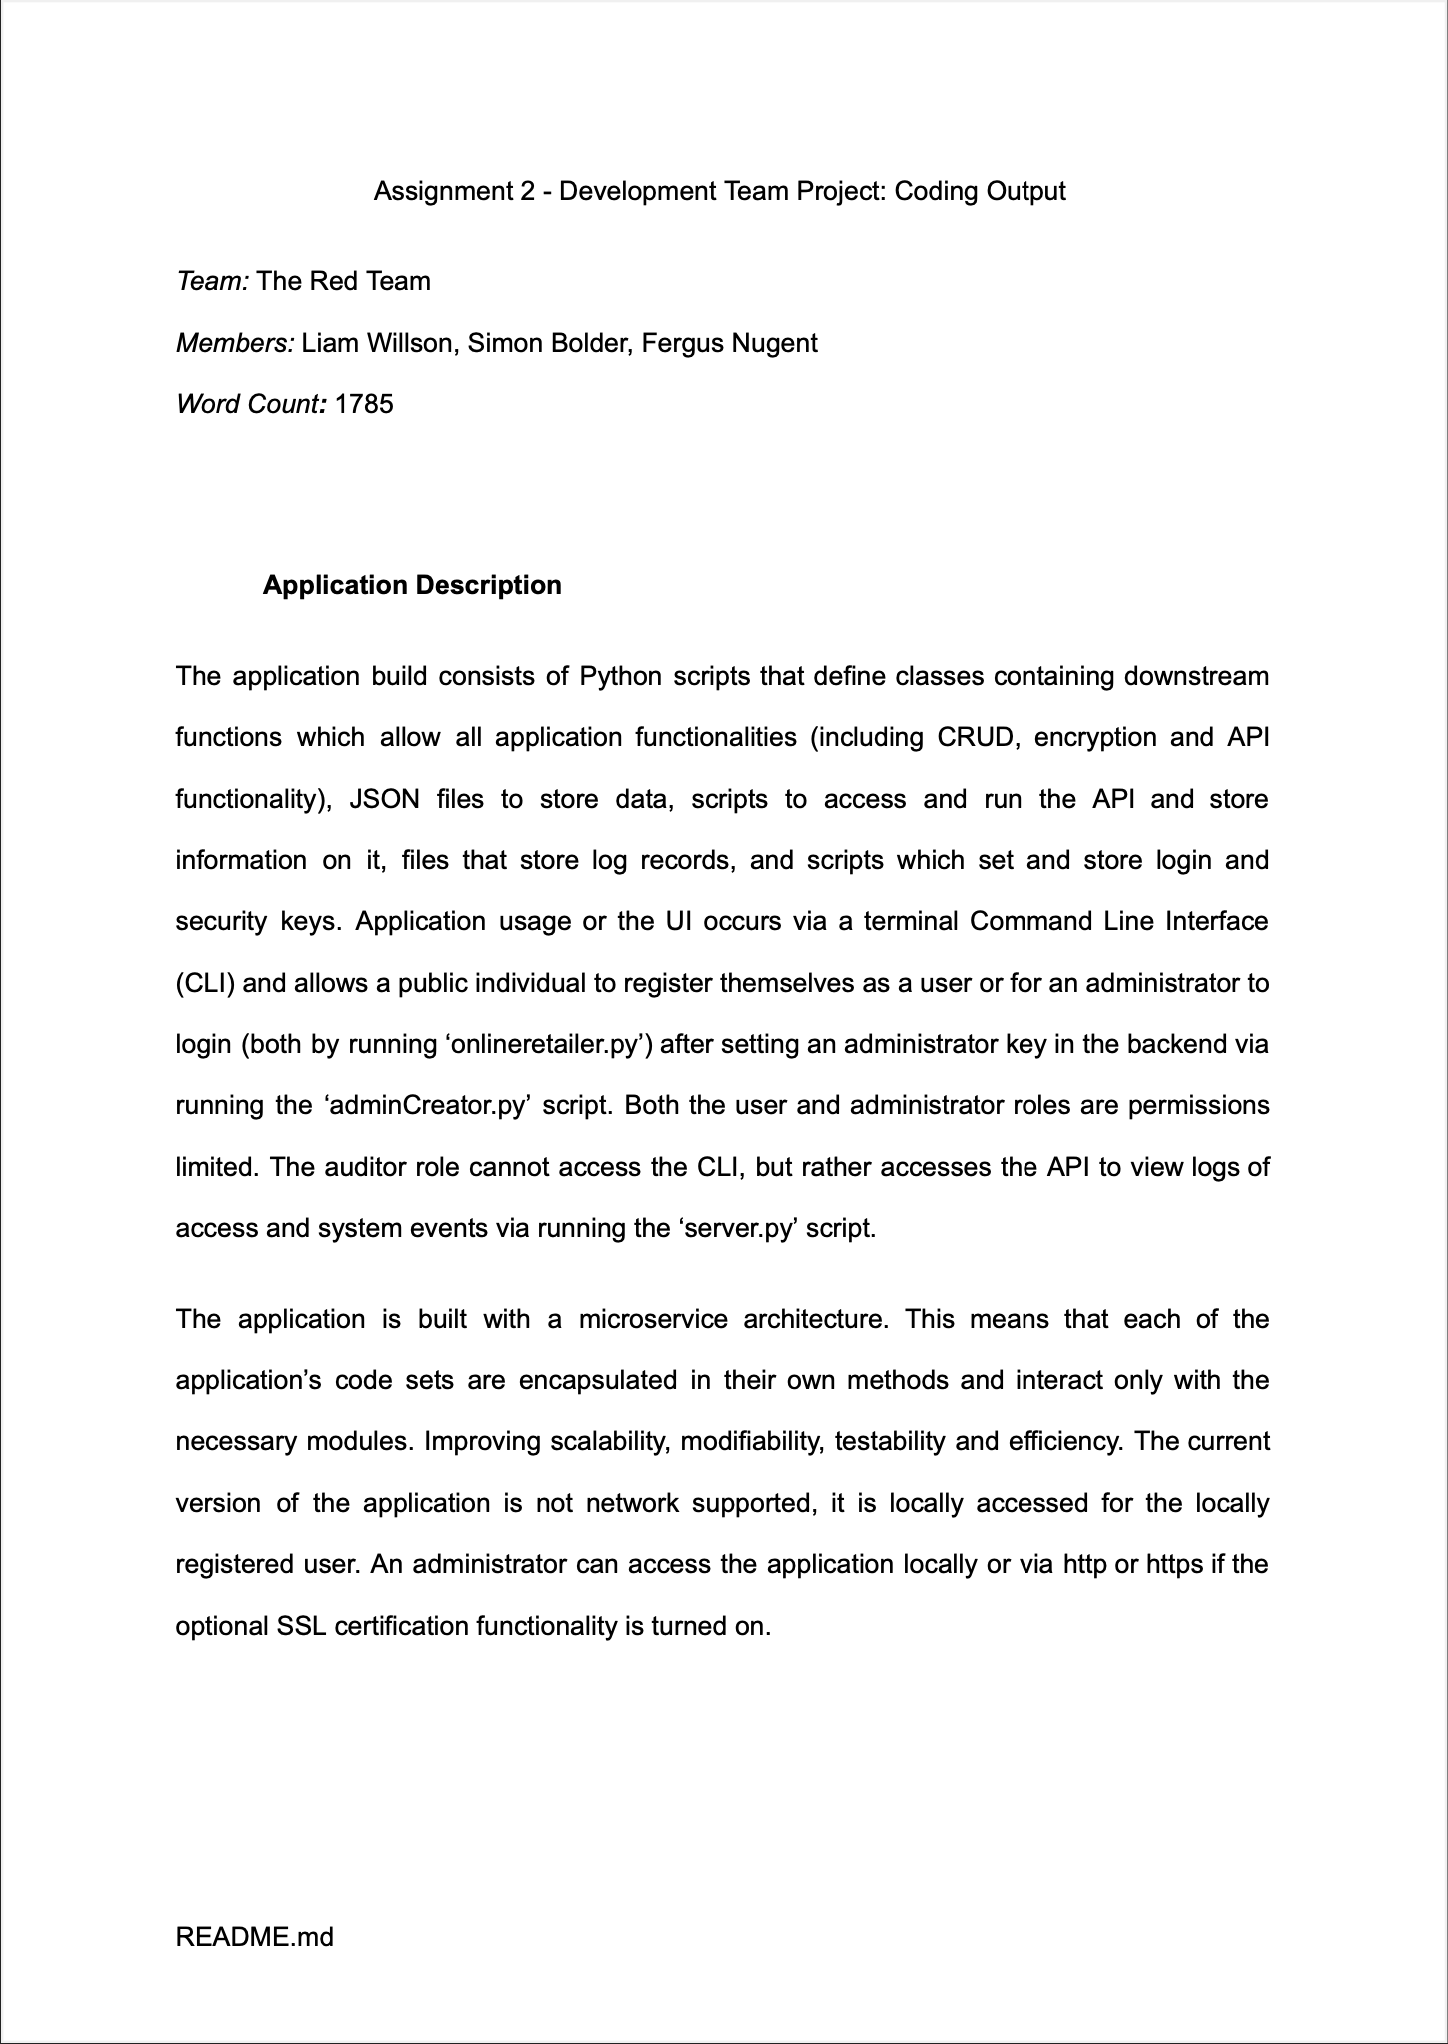 Assignment 2 - Development Team Project: Coding Output
Team: The Red Team
Members: Liam Willson, Simon Bolder, Fergus Nugent
Word Count: 1785
Application Description
The application build consists of Python scripts that define classes containing downstream
functions which allow all application functionalities (including CRUD, encryption and API
functionality), JSON files to store data, scripts to access and run the API and store
information on it, files that store log records, and scripts which set and store login and
security keys. Application usage or the UI occurs via a terminal Command Line Interface
(CLI) and allows a public individual to register themselves as a user or for an administrator to
login (both by running ‘onlineretailer.py’) after setting an administrator key in the backend via
running the ‘adminCreator.py’ script. Both the user and administrator roles are permissions
limited. The auditor role cannot access the CLI, but rather accesses the API to view logs of
access and system events via running the ‘server.py’ script.
The application is built with a microservice architecture. This means that each of the
application’s code sets are encapsulated in their own methods and interact only with the
necessary modules. Improving scalability, modifiability, testability and efficiency. The current
version of the application is not network supported, it is locally accessed for the locally
registered user. An administrator can access the application locally or via http or https if the
optional SSL certification functionality is turned on.
README.md